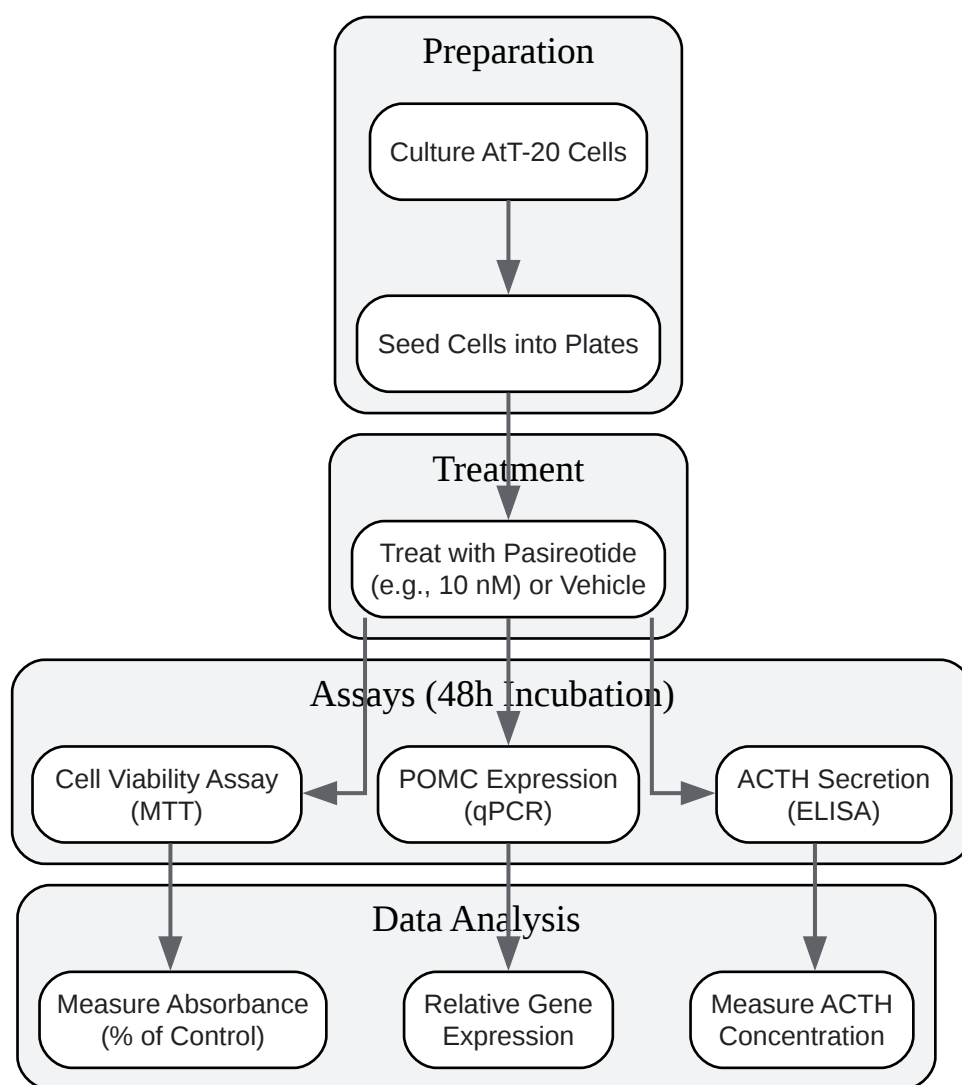 Preparation
Culture AtT-20 Cells
Seed Cells into Plates
Treatment
Treat with Pasireotide
(e.g., 10 nM) or Vehicle
Assays (48h Incubation)
Cell Viability Assay
(MTT)
POMC Expression
(qPCR)
ACTH Secretion
(ELISA)
Data Analysis
Measure Absorbance
(% of Control)
Relative Gene
Expression
Measure ACTH
Concentration